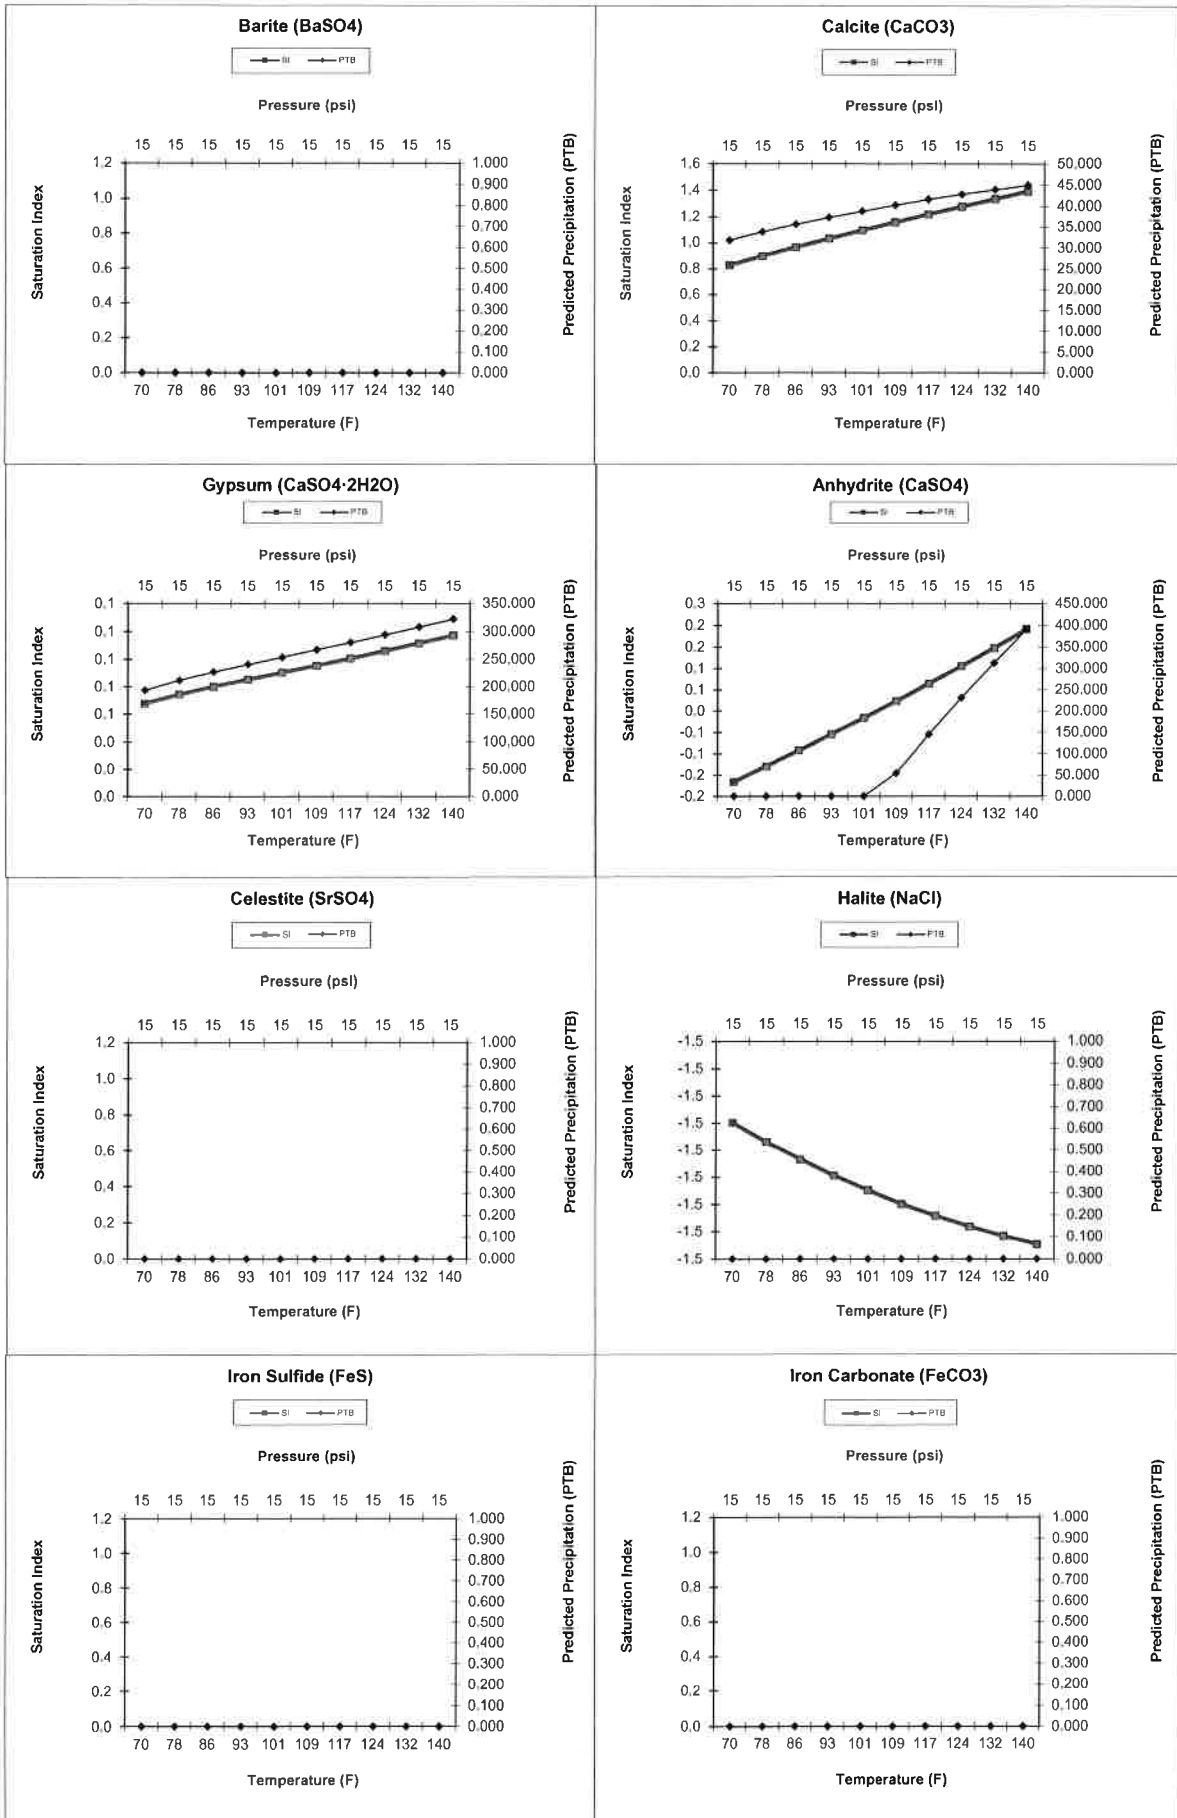 Barite (BaSO4)
SI PTB
Pressure (psi)
15 15 15 15 15 15 15 15 15 15
1.2
1.0
0.8
0.6
0.4
0.2
0.0
Saturation Index
1.000
0.900
0.800
0.700
0.600
0.500
0.400
0.300
0.200
0.100
0.000
Predicted Precipitation (PTB)
70 78 86 93 101 109 117 124 132 140
Temperature (F)
Calcite (CaCO3)
SI PTB
Pressure (psi)
15 15 15 15 15 15 15 15 15 15
1.6
1.4
1.2
1.0
0.8
0.6
0.4
0.2
0.0
Saturation Index
50.000
45.000
40.000
35.000
30.000
25.000
20.000
15.000
10.000
5.000
0.000
Predicted Precipitation (PTB)
70 78 86 93 101 109 117 124 132 140
Temperature (F)
Gypsum (CaSO4·2H2O)
SI PTB
Pressure (psi)
15 15 15 15 15 15 15 15 15 15
0.1
0.1
0.1
0.1
0.1
0.0
0.0
0.0
Saturation Index
350.000
300.000
250.000
200.000
150.000
100.000
50.000
0.000
Predicted Precipitation (PTB)
70 78 86 93 101 109 117 124 132 140
Temperature (F)
Anhydrite (CaSO4)
SI PTB
Pressure (psi)
15 15 15 15 15 15 15 15 15 15
0.3
0.2
0.2
0.1
0.1
0.0
-0.1
-0.1
-0.2
-0.2
Saturation Index
450.000
400.000
350.000
300.000
250.000
200.000
150.000
100.000
50.000
0.000
Predicted Precipitation (PTB)
70 78 86 93 101 109 117 124 132 140
Temperature (F)
Celestite (SrSO4)
SI PTB
Pressure (psi)
15 15 15 15 15 15 15 15 15 15
1.2
1.0
0.8
0.6
0.4
0.2
0.0
Saturation Index
1.000
0.900
0.800
0.700
0.600
0.500
0.400
0.300
0.200
0.100
0.000
Predicted Precipitation (PTB)
70 78 86 93 101 109 117 124 132 140
Temperature (F)
Halite (NaCl)
SI PTB
Pressure (psi)
15 15 15 15 15 15 15 15 15 15
-1.5
-1.5
-1.5
-1.5
-1.5
-1.5
-1.5
-1.5
-1.5
Saturation Index
1.000
0.900
0.800
0.700
0.600
0.500
0.400
0.300
0.200
0.100
0.000
Predicted Precipitation (PTB)
70 78 86 93 101 109 117 124 132 140
Temperature (F)
Iron Sulfide (FeS)
SI PTB
Pressure (psi)
15 15 15 15 15 15 15 15 15 15
1.2
1.0
0.8
0.6
0.4
0.2
0.0
Saturation Index
1.000
0.900
0.800
0.700
0.600
0.500
0.400
0.300
0.200
0.100
0.000
Predicted Precipitation (PTB)
70 78 86 93 101 109 117 124 132 140
Temperature (F)
Iron Carbonate (FeCO3)
SI PTB
Pressure (psi)
15 15 15 15 15 15 15 15 15 15
1.2
1.0
0.8
0.6
0.4
0.2
0.0
Saturation Index
1.000
0.900
0.800
0.700
0.600
0.500
0.400
0.300
0.200
0.100
0.000
Predicted Precipitation (PTB)
70 78 86 93 101 109 117 124 132 140
Temperature (F)